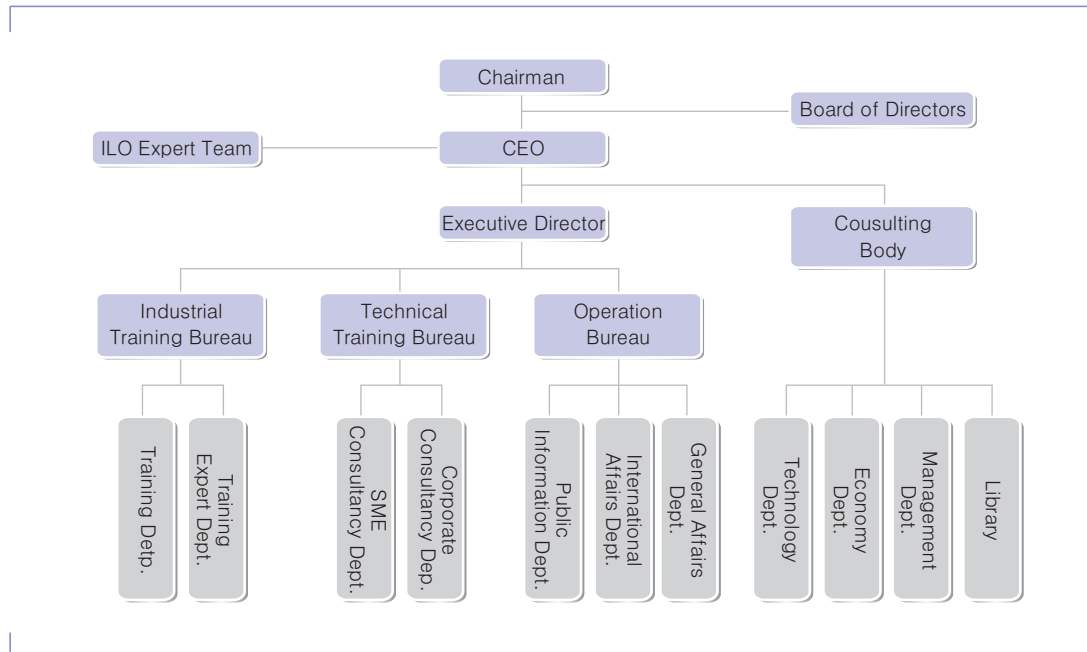 Chairman
Board of Directors
ILO Expert Team
CEO
Executive Director
Cousulting
Body
Industrial
Training Bureau
Technical
Training Bureau
Operation
Bureau
Training Detp.
Training
Expert Dept.
SME
Consultancy Dept.
Corporate
Consultancy Dep.
Public
Information Dept.
International
Affairs Dept.
General Affairs
Dept.
Technology
Dept.
Economy
Dept.
Management
Dept.
Library